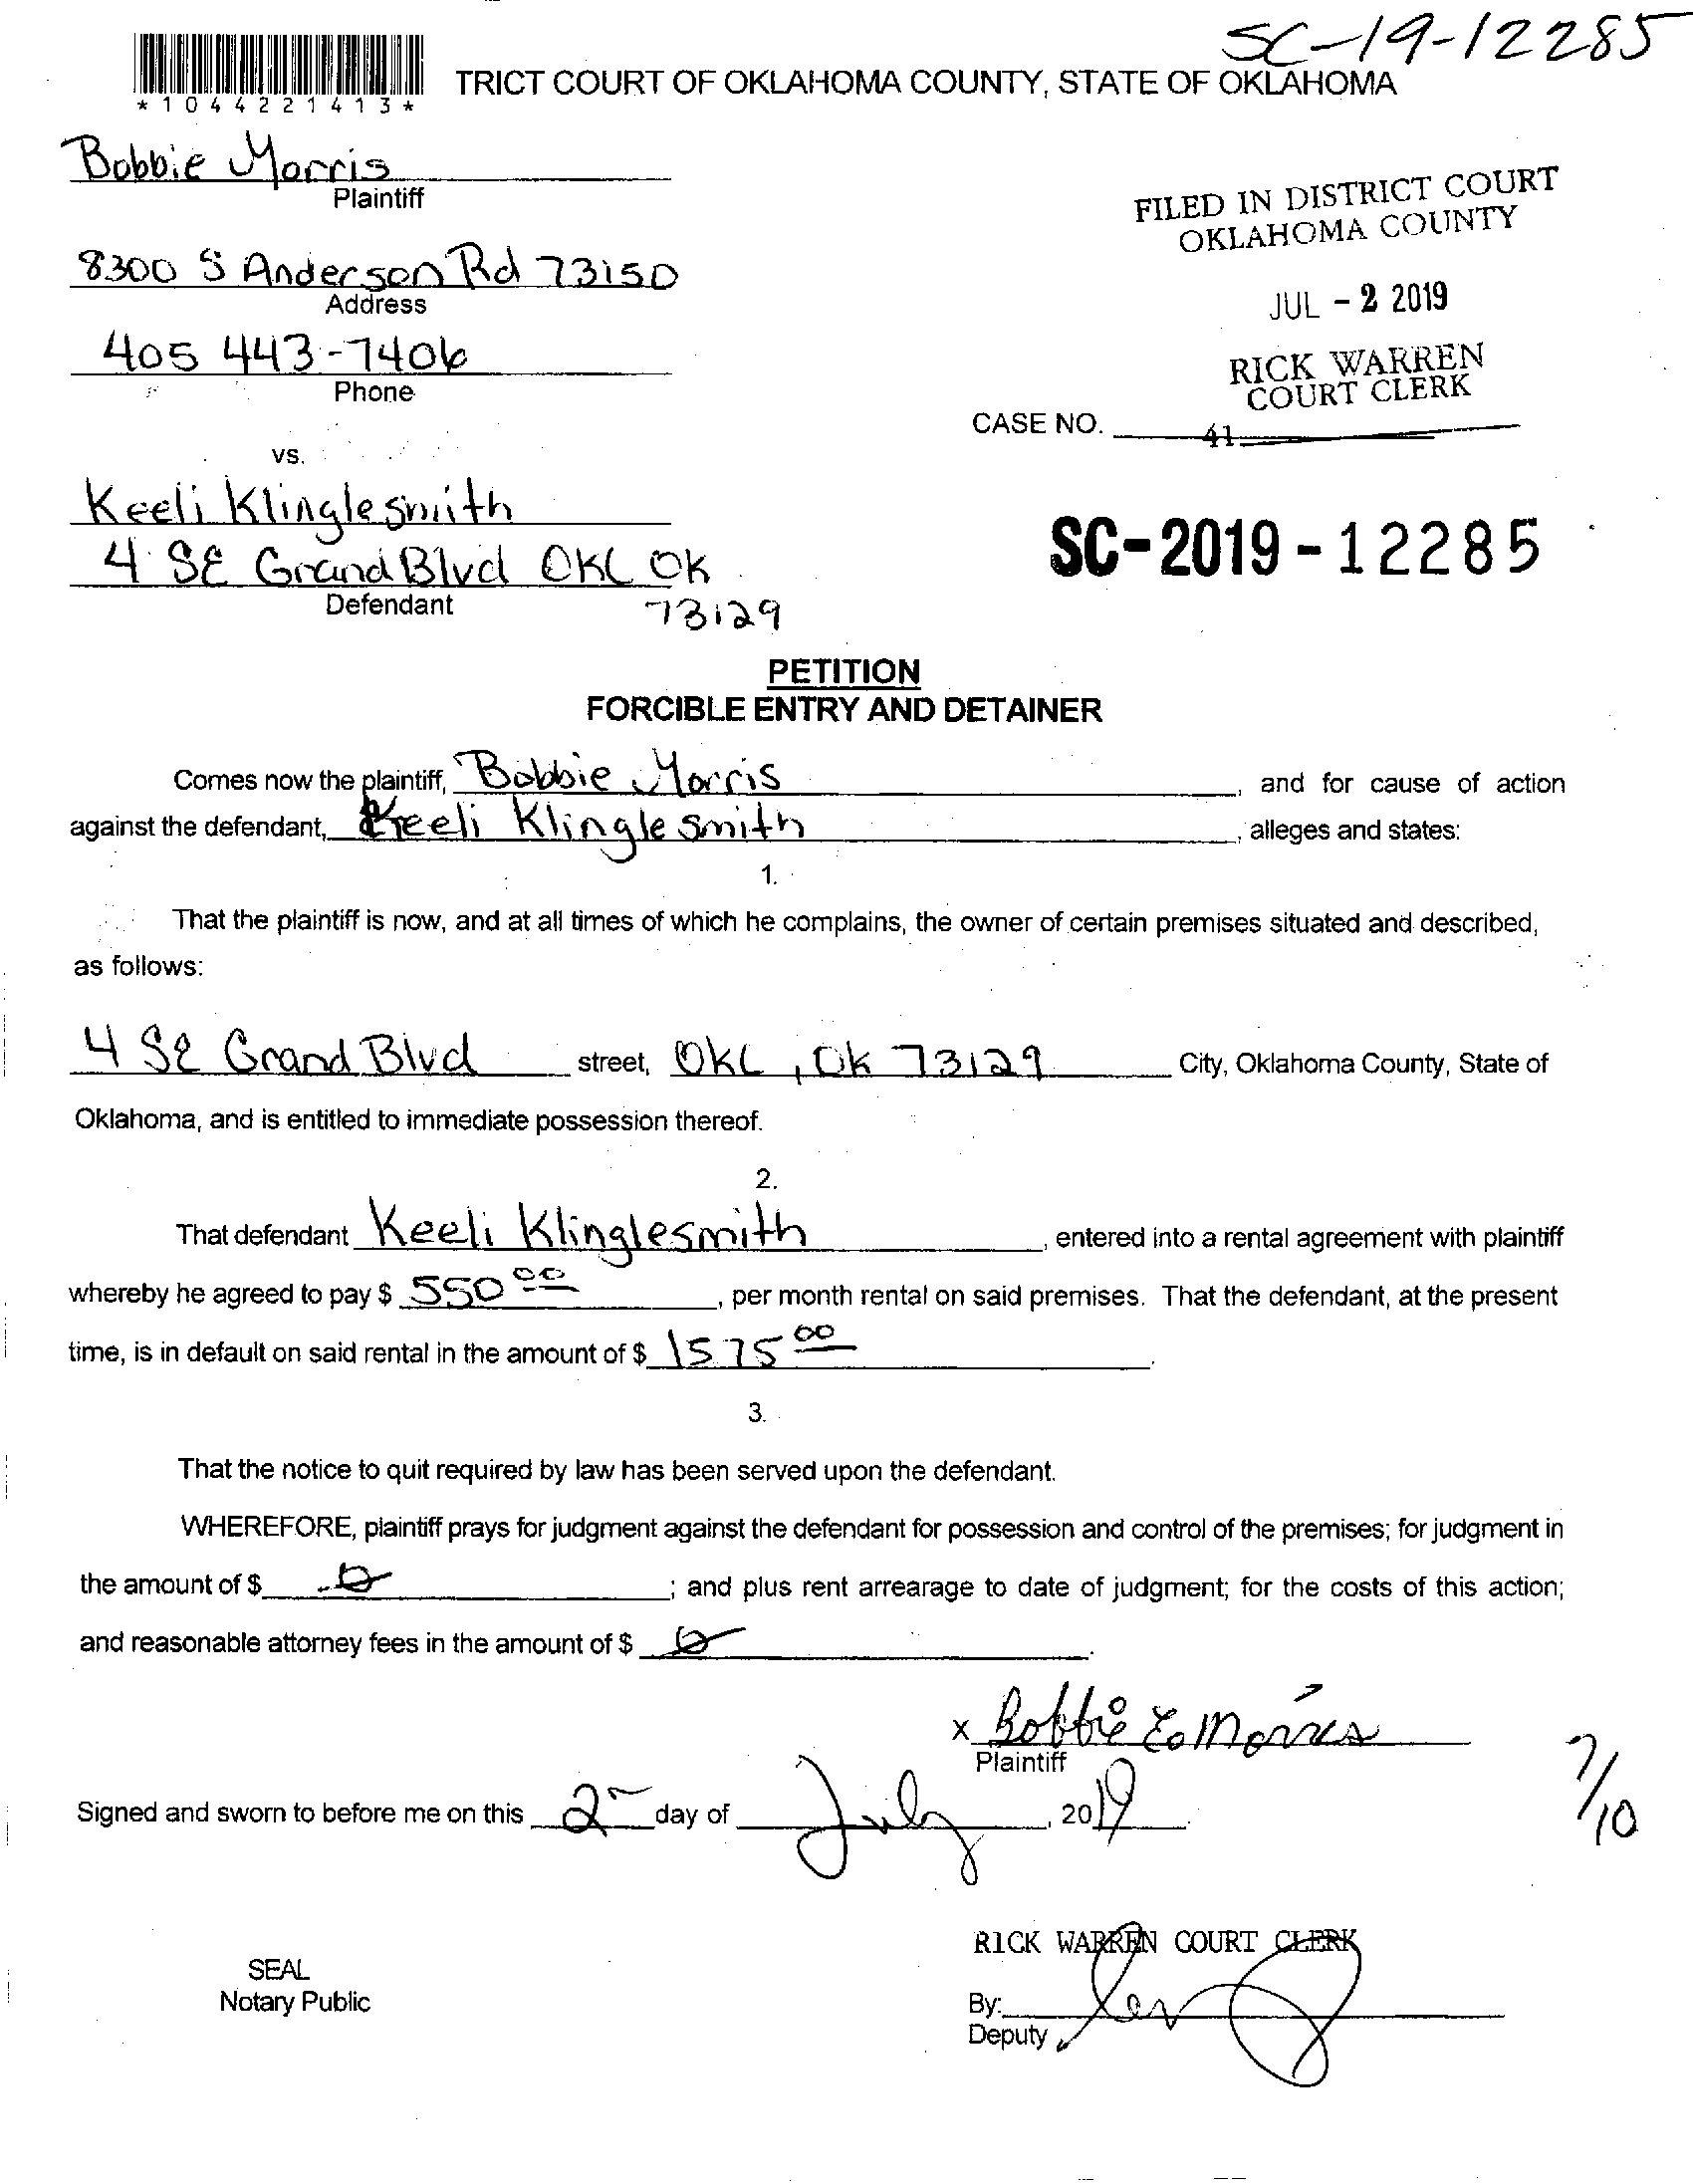 SC-19-12285
TRICT COURT OF OKLAHOMA COUNTY, STATE OF OKLAHOMA
*1044221413*
Bobbie Morris
Plaintiff
FILED IN DISTRICT COURT
OKLAHOMA COUNTY
8300 S Anderson Rd 73150
Address
JUL - 2 2019
405 443-7406
Phone
RICK WARREN
COURT CLERK
CASE NO.
41
vs.
Keeli Klinglesmith
4 SE Grand Blvd OKC OK
Defendant
73129
SC-2019-12285
PETITION
FORCIBLE ENTRY AND DETAINER
Comes now the plaintiff, Bobbie Morris, and for cause of action
against the defendant, Keeli Klinglesmith, alleges and states:
1.
That the plaintiff is now, and at all times of which he complains, the owner of certain premises situated and described,
as follows:
4 SE Grand Blvd street, OKC, OK 73129 City, Oklahoma County, State of
Oklahoma, and is entitled to immediate possession thereof.
2.
That defendant Keeli Klinglesmith, entered into a rental agreement with plaintiff
whereby he agreed to pay $ 550 00, per month rental on said premises. That the defendant, at the present
time, is in default on said rental in the amount of $ 1575 00.
3.
That the notice to quit required by law has been served upon the defendant.
WHEREFORE, plaintiff prays for judgment against the defendant for possession and control of the premises; for judgment in
the amount of $ 0; and plus rent arrearage to date of judgment; for the costs of this action;
and reasonable attorney fees in the amount of $ 0.
x Bobbie Morris
Plaintiff
7/10
Signed and sworn to before me on this 2 day of July, 2019.
RICK WARREN COURT CLERK
SEAL
Notary Public
By:
Deputy